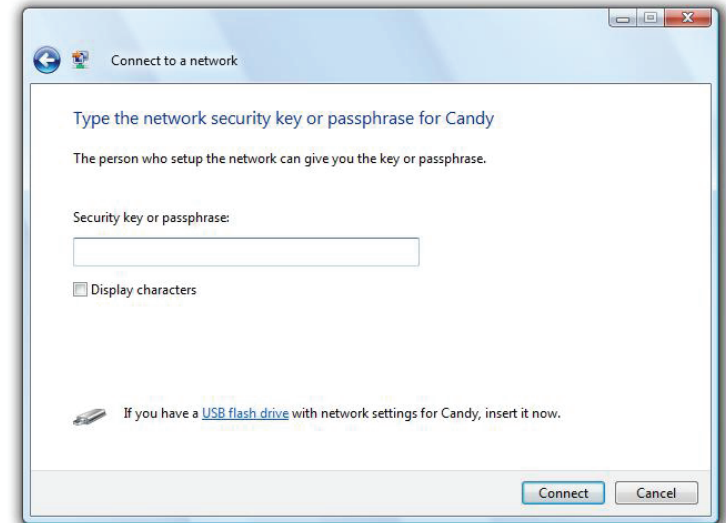 Connect to a network
Type the network security key or passphrase for Candy
The person who setup the network can give you the key or passphrase.
Security key or passphrase:
Display characters
If you have a USB flash drive with network settings for Candy, insert it now.
Connect
Cancel